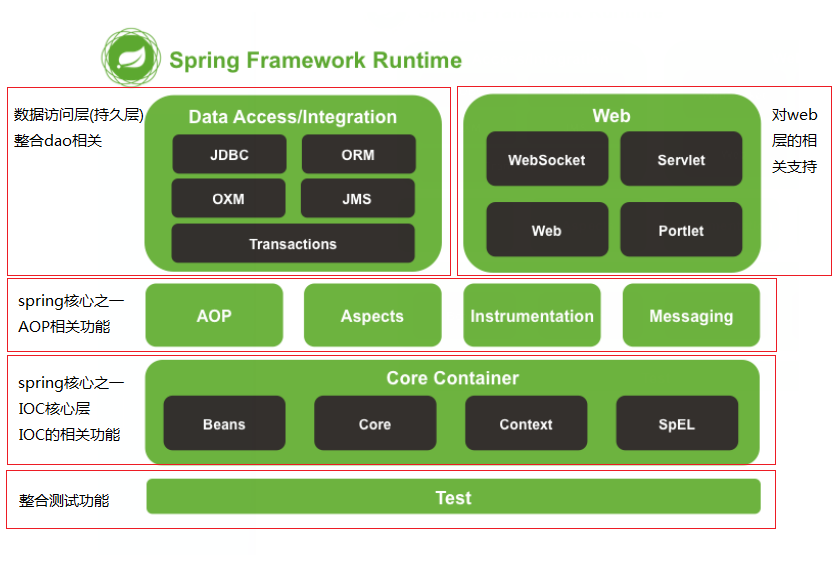 Spring Framework Runtime
数据访问层(持久层)
整合dao相关
Data Access/Integration
JDBC
ORM
OXM
JMS
Transactions
Web
WebSocket
Servlet
Web
Portlet
对web
层的相
关支持
spring核心之一
AOP相关功能
AOP
Aspects
Instrumentation
Messaging
spring核心之一
IOC核心层
IOC的相关功能
Core Container
Beans
Core
Context
SpEL
整合测试功能
Test